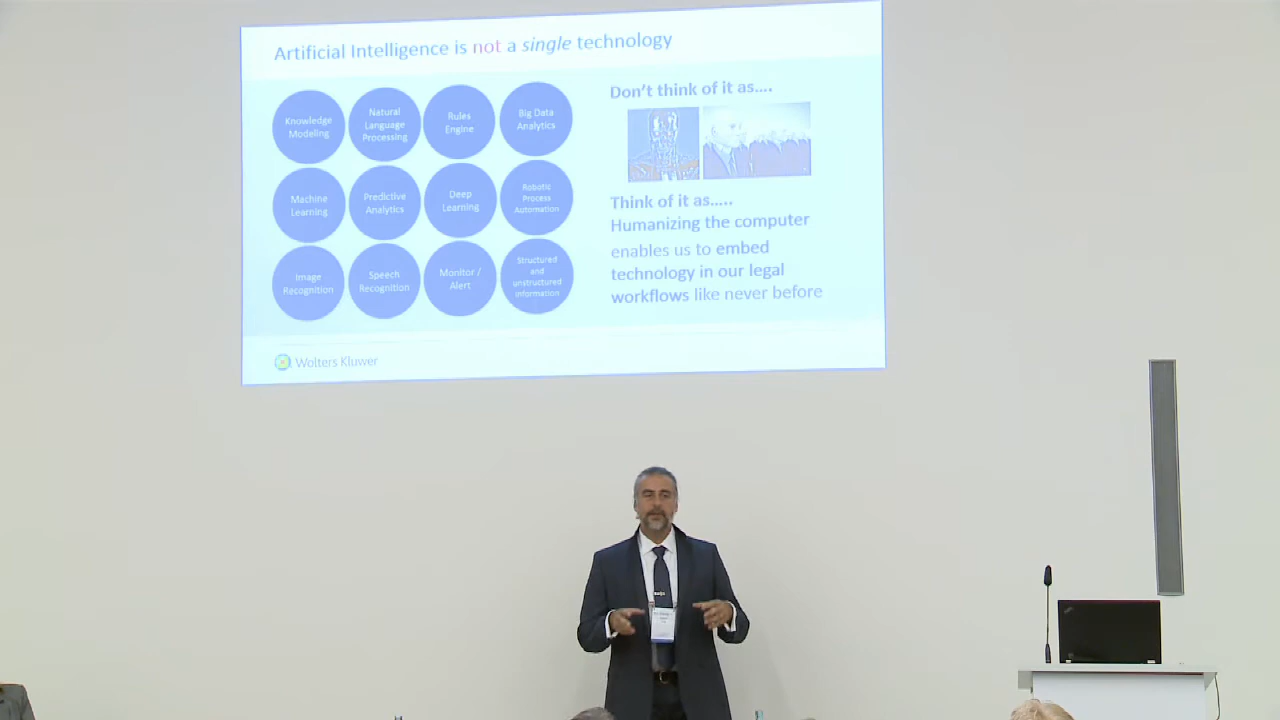 Artificial Intelligence is not a single technology
Knowledge
Modeling
Natural
Language
Processing
Rules
Engine
Big Data
Analytics
Machine
Learning
Predictive
Analytics
Deep
Learning
Robotic
Process
Automation
Image
Recognition
Speech
Recognition
Monitor /
Alert
Structured
and
unstructured
information
Don't think of it as....
Think of it as.....
Humanizing the computer
enables us to embed
technology in our legal
workflows like never before
Wolters Kluwer